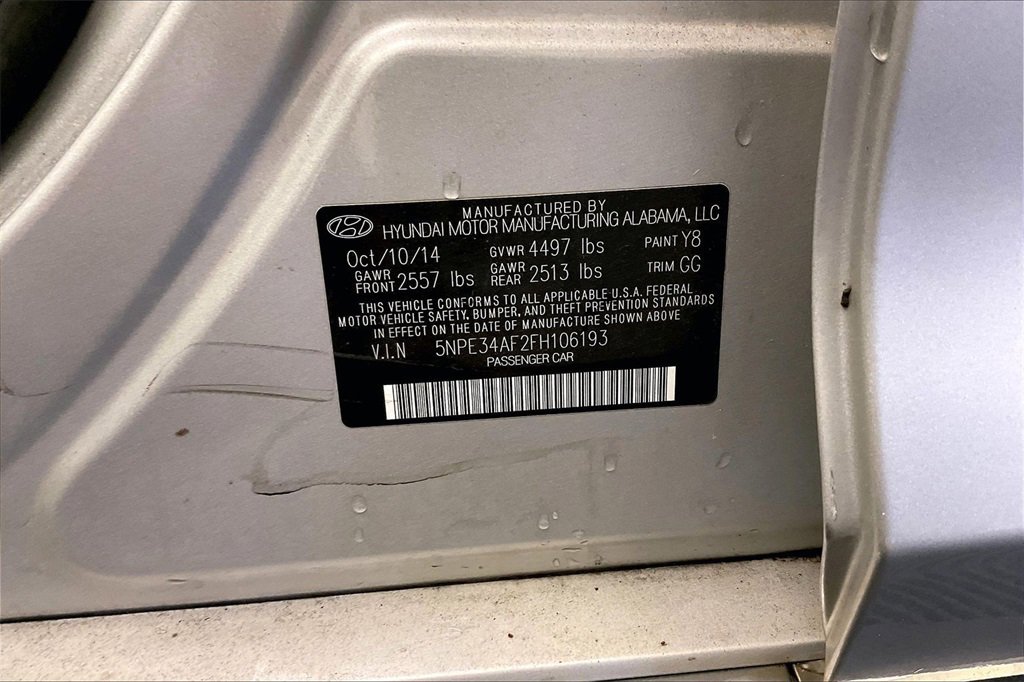 MANUFACTURED BY
HYUNDAI MOTOR MANUFACTURING ALABAMA, LLC
Oct/10/14 GVWR 4497 lbs PAINT Y8
GAWR FRONT 2557 lbs GAWR REAR 2513 lbs TRIM GG
THIS VEHICLE CONFORMS TO ALL APPLICABLE U.S.A. FEDERAL
MOTOR VEHICLE SAFETY, BUMPER, AND THEFT PREVENTION STANDARDS
IN EFFECT ON THE DATE OF MANUFACTURE SHOWN ABOVE
V.I.N 5NPE34AF2FH106193
PASSENGER CAR